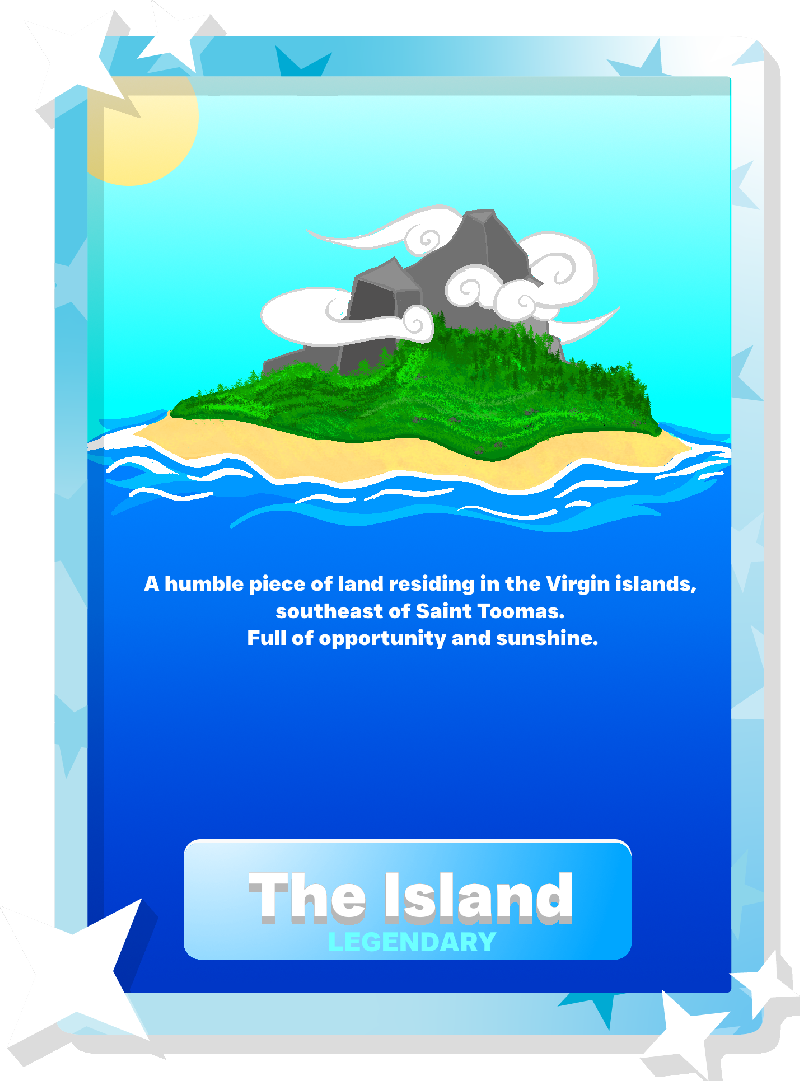 A humble piece of land residing in the Virgin islands,
southeast of Saint Toomas.
Full of opportunity and sunshine.
The Island
LEGENDARY